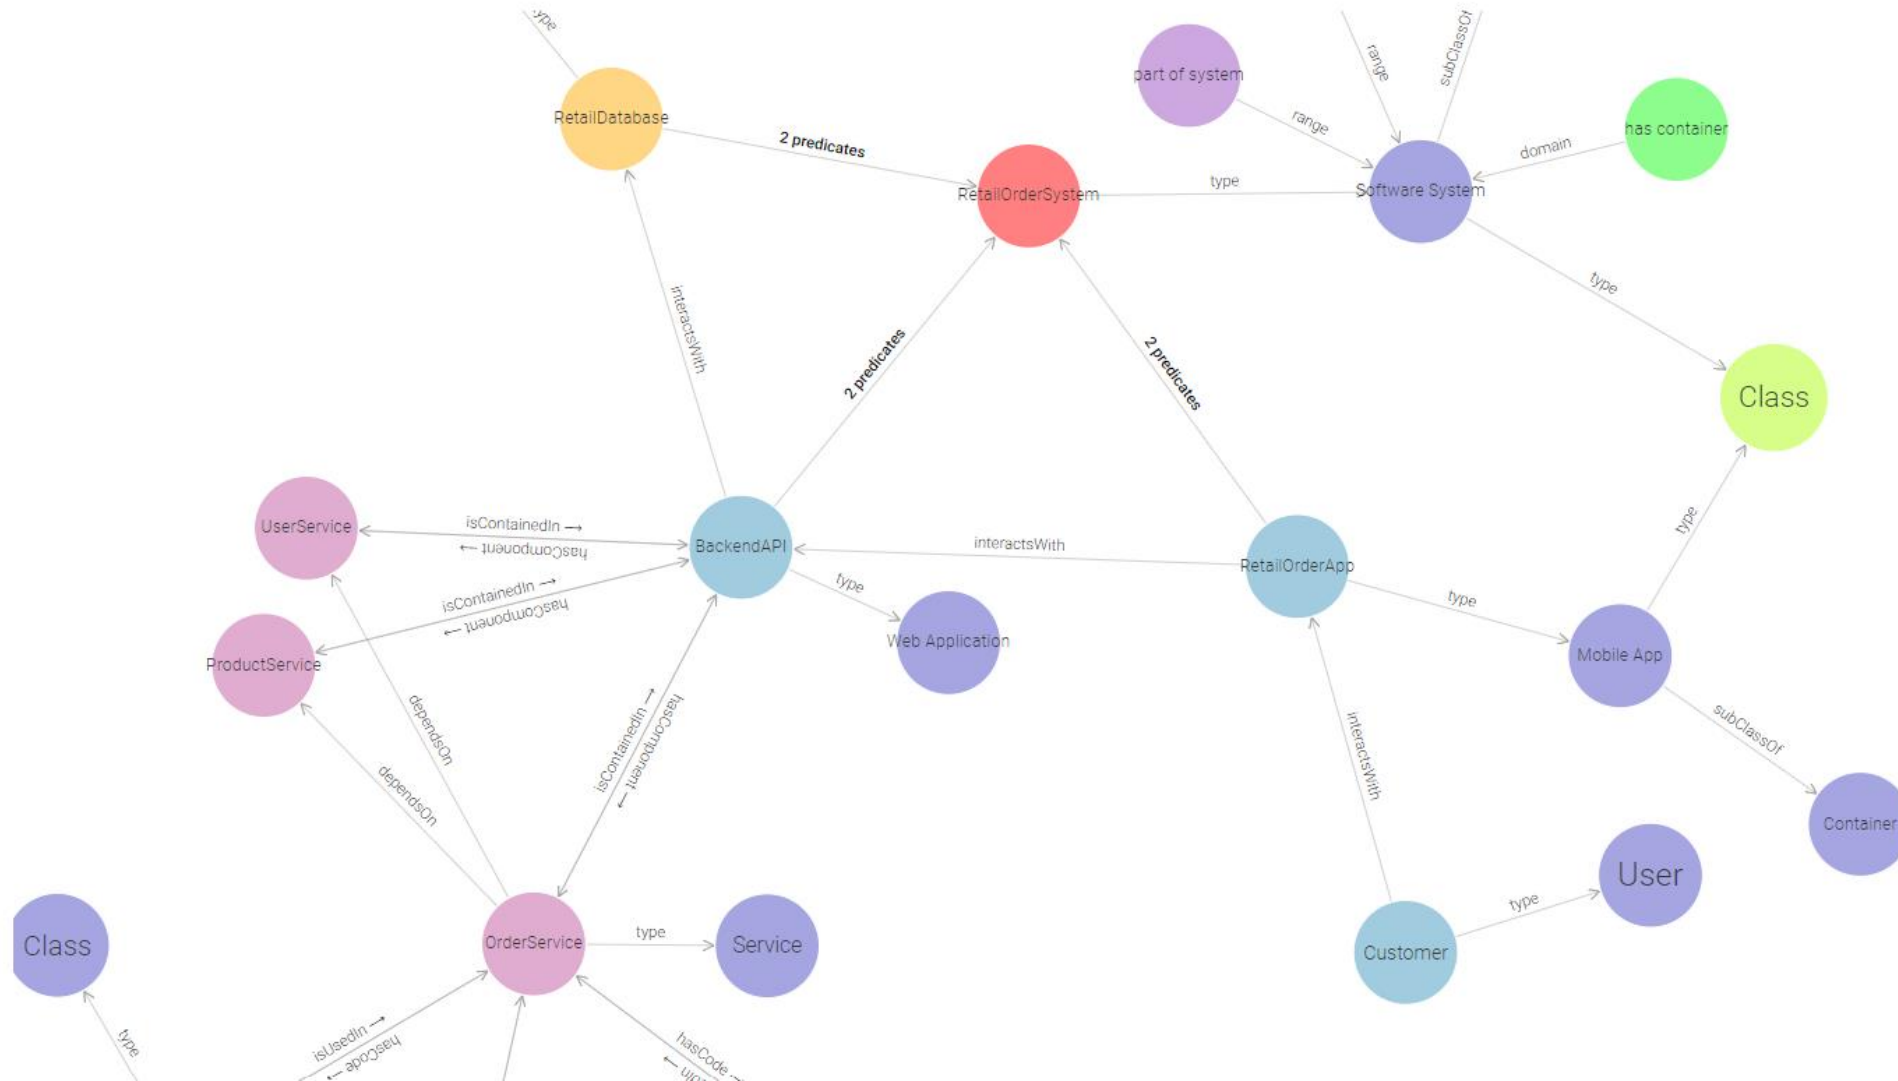 type
range
subClassOf
part of system
RetailDatabase
has container
range
2 predicates
domain
type
Software System
RetailOrderSystem
type
interactsWith
2 predicates
2 predicates
Class
type
UserService
isContainedIn →
hasComponent →
BackendAPI
interactsWith
RetailOrderApp
type
type
isContainedIn →
hasComponent →
Web Application
Mobile App
ProductService
dependsOn
isContainedIn →
hasComponent →
subClassOf
interactsWith
dependsOn
Container
User
type
Class
OrderService
type
Service
Customer
type
isUsedIn →
hasCode →
hasCode →